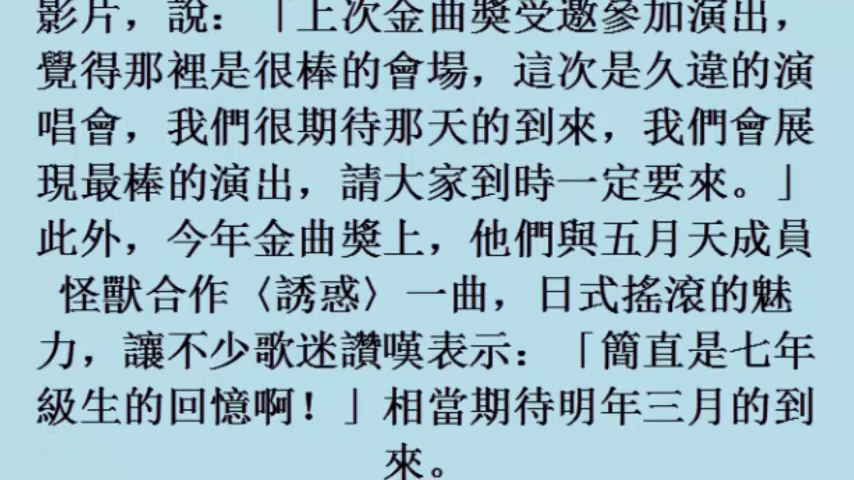 影片，說：「上次金曲獎受邀參加演出，
覺得那裡是很棒的會場，這次是久違的演
唱會，我們很期待那天的到來，我們會展
現最棒的演出，請大家到時一定要來。」
此外，今年金曲獎上，他們與五月天成員
怪獸合作〈誘惑〉一曲，日式搖滾的魅
力，讓不少歌迷讚嘆表示：「簡直是七年
級生的回憶啊！」相當期待明年三月的到
來。